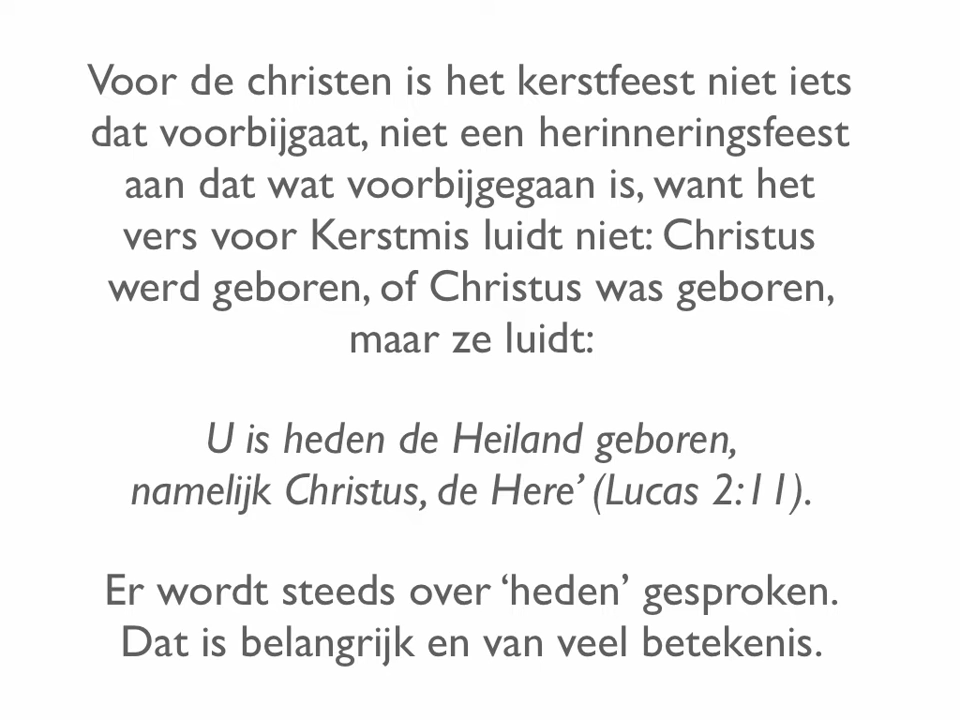 Voor de christen is het kerstfeest niet iets
dat voorbijgaat, niet een herinneringsfeest
aan dat wat voorbijgegaan is, want het
vers voor Kerstmis luidt niet: Christus
werd geboren, of Christus was geboren,
maar ze luidt:
U is heden de Heiland geboren,
namelijk Christus, de Here’ (Lucas 2:11).
Er wordt steeds over ‘heden’ gesproken.
Dat is belangrijk en van veel betekenis.